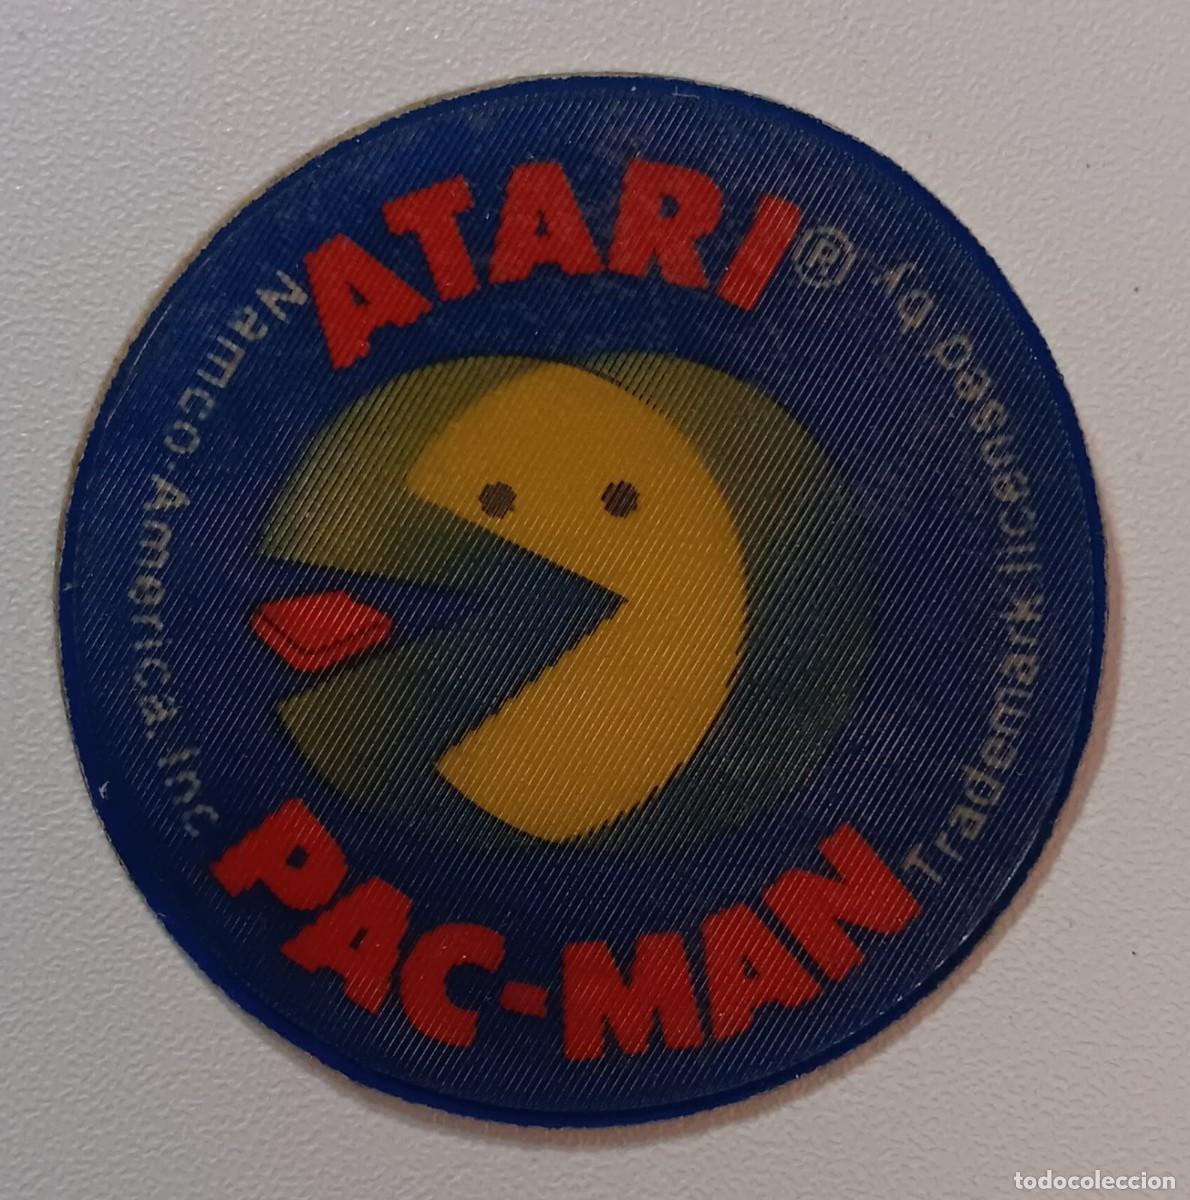 ATARI®
PAC-MAN
Trademark licensed by
Namco-America, Inc
todocoleccion